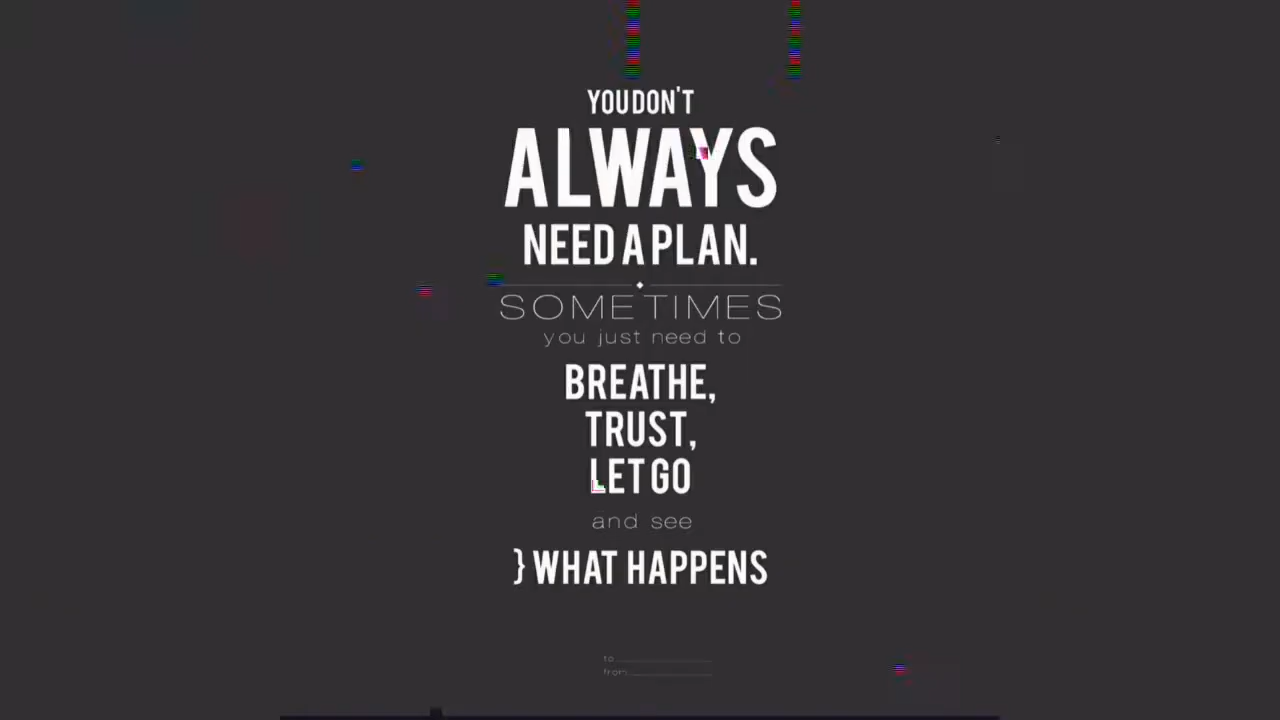 YOU DON'T
ALWAYS
NEED A PLAN.
SOMETIMES
you just need to
BREATHE,
TRUST,
LET GO
and see
} WHAT HAPPENS
to
from